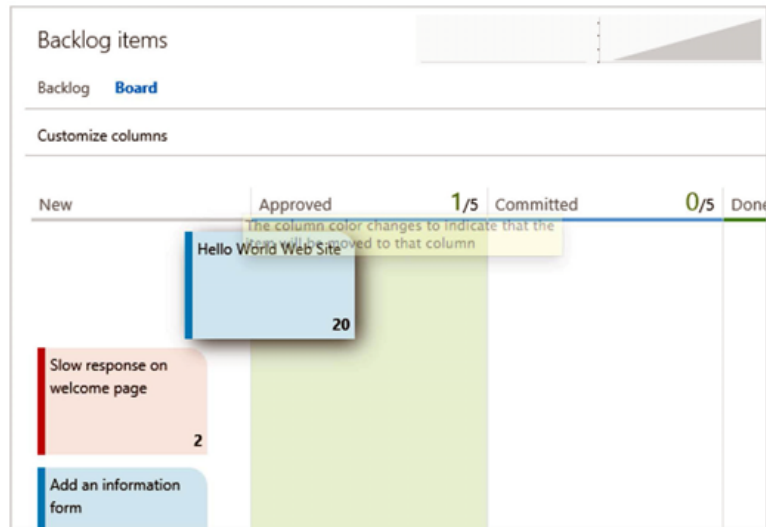 Backlog items
Backlog Board
Customize columns
New Approved 1/5 Committed 0/5 Done
The column color changes to indicate that the
item will be moved to that column
Hello World Web Site
20
Slow response on
welcome page
2
Add an information
form